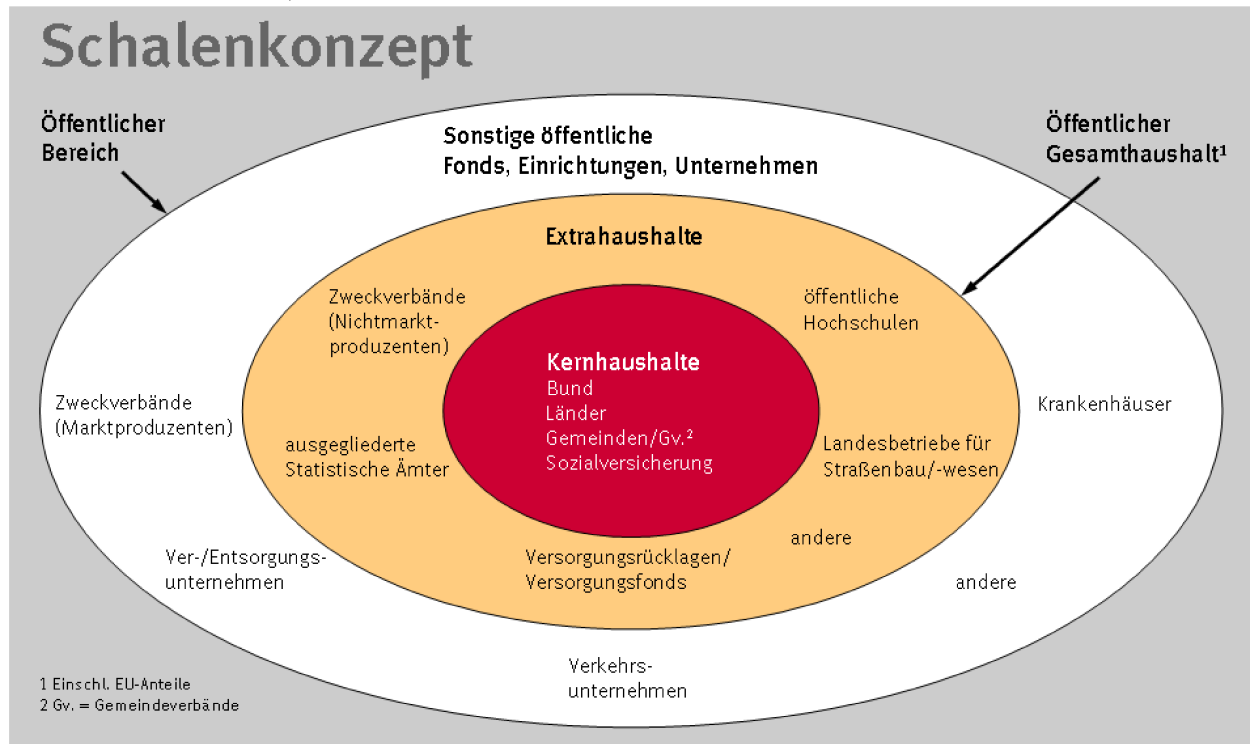 Schalenkonzept
Öffentlicher
Bereich
Sonstige öffentliche
Fonds, Einrichtungen, Unternehmen
Öffentlicher
Gesamthaushalt¹
Extrahaushalte
Zweckverbände
(Nichtmarkt-
produzenten)
öffentliche
Hochschulen
Kernhaushalte
Bund
Länder
Gemeinden/Gv.²
Sozialversicherung
Zweckverbände
(Marktproduzenten)
Krankenhäuser
ausgegliederte
Statistische Ämter
Landesbetriebe für
Straßenbau/-wesen
Ver-/Entsorgungs-
unternehmen
Versorgungsrücklagen/
Versorgungsfonds
andere
andere
Verkehrs-
unternehmen
1 Einschl. EU-Anteile
2 Gv. = Gemeindeverbände